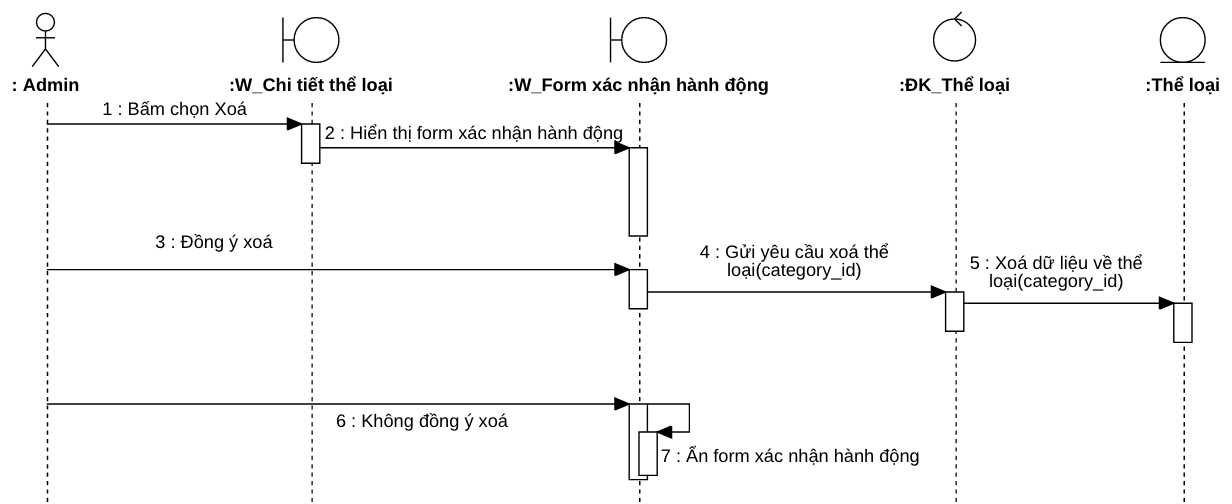 : Admin
:W_Chi tiết thể loại
:W_Form xác nhận hành động
:ĐK_Thể loại
:Thể loại
1 : Bấm chọn Xoá
2 : Hiển thị form xác nhận hành động
3 : Đồng ý xoá
4 : Gửi yêu cầu xoá thể
loại(category_id)
5 : Xoá dữ liệu về thể
loại(category_id)
6 : Không đồng ý xoá
7 : Ẩn form xác nhận hành động